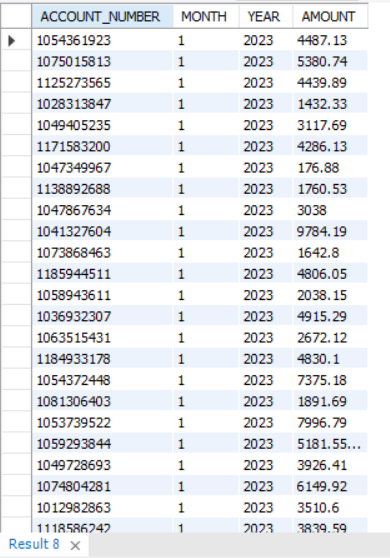 ACCOUNT_NUMBER MONTH YEAR AMOUNT
1054361923 1 2023 4487.13
1075015813 1 2023 5380.74
1125273565 1 2023 4439.89
1028313847 1 2023 1432.33
1049405235 1 2023 3117.69
1171583200 1 2023 4286.13
1047349967 1 2023 176.88
1138892688 1 2023 1760.53
1047867634 1 2023 3038
1041327604 1 2023 9784.19
1073868463 1 2023 1642.8
1185944511 1 2023 4806.05
1058943611 1 2023 2038.15
1036932307 1 2023 4915.29
1063515431 1 2023 2672.12
1184933178 1 2023 4830.1
1054372448 1 2023 7375.18
1081306403 1 2023 1891.69
1053739522 1 2023 7996.79
1059293844 1 2023 5181.55...
1049728693 1 2023 3926.41
1074804281 1 2023 6149.92
1012982863 1 2023 3510.6
1118586242 1 2023 3839.59
Result 8